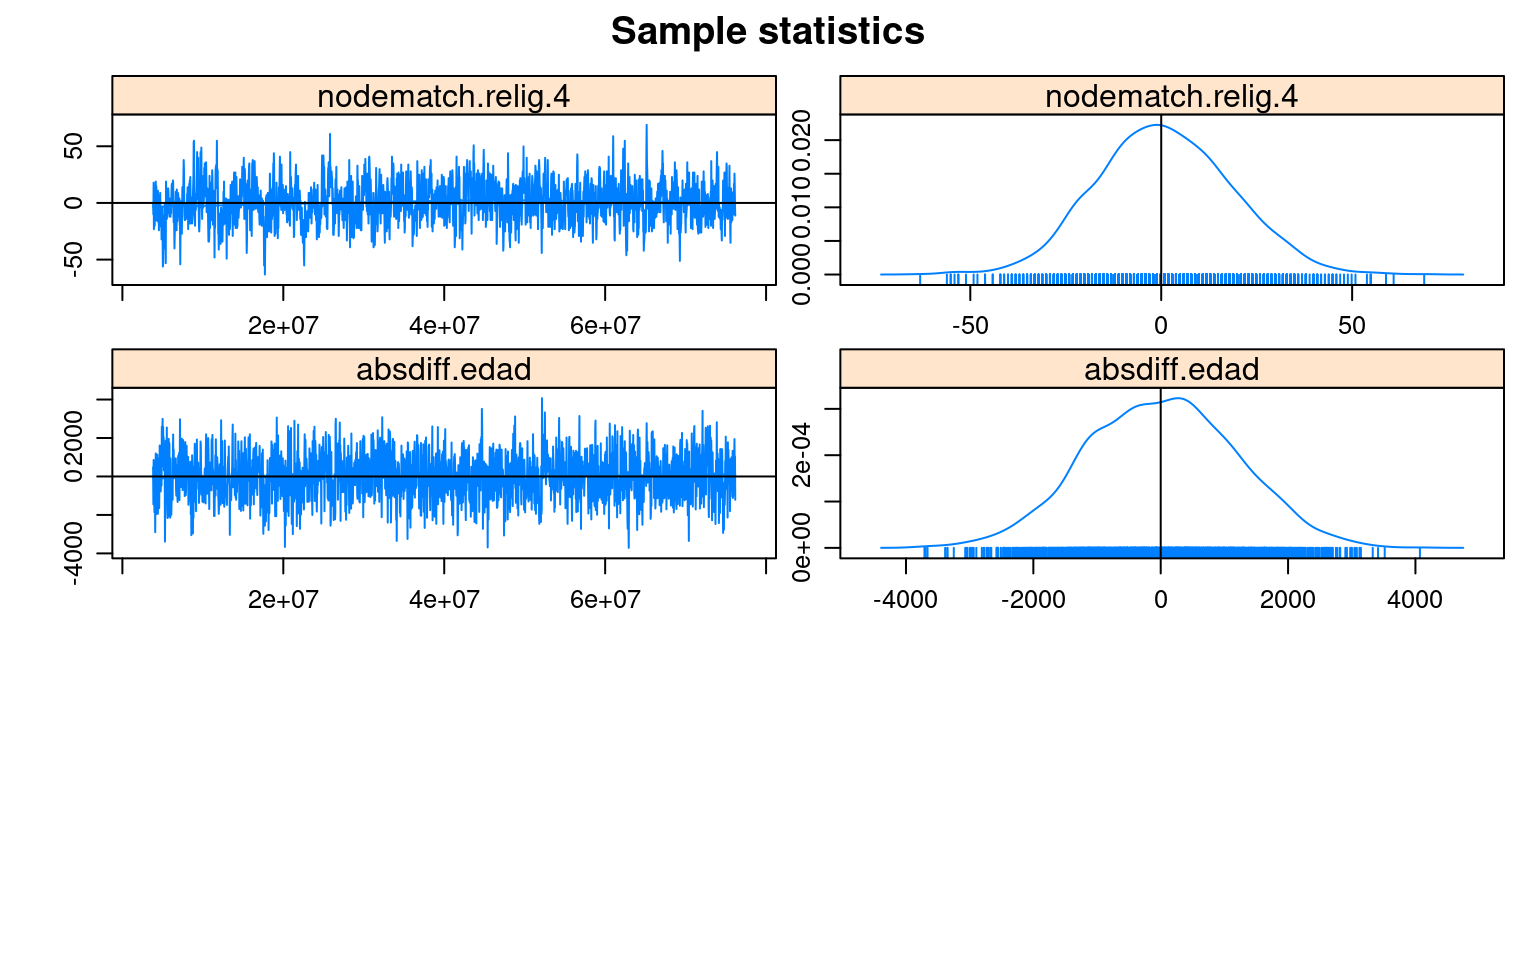 Sample statistics
nodematch.relig.4
nodematch.relig.4
50
0
-50
0.020
0.010
0.000
2e+07 4e+07 6e+07
-50 0 50
absdiff.edad
absdiff.edad
2000
0
-4000
2e-04
0e+00
2e+07 4e+07 6e+07
-4000 -2000 0 2000 4000